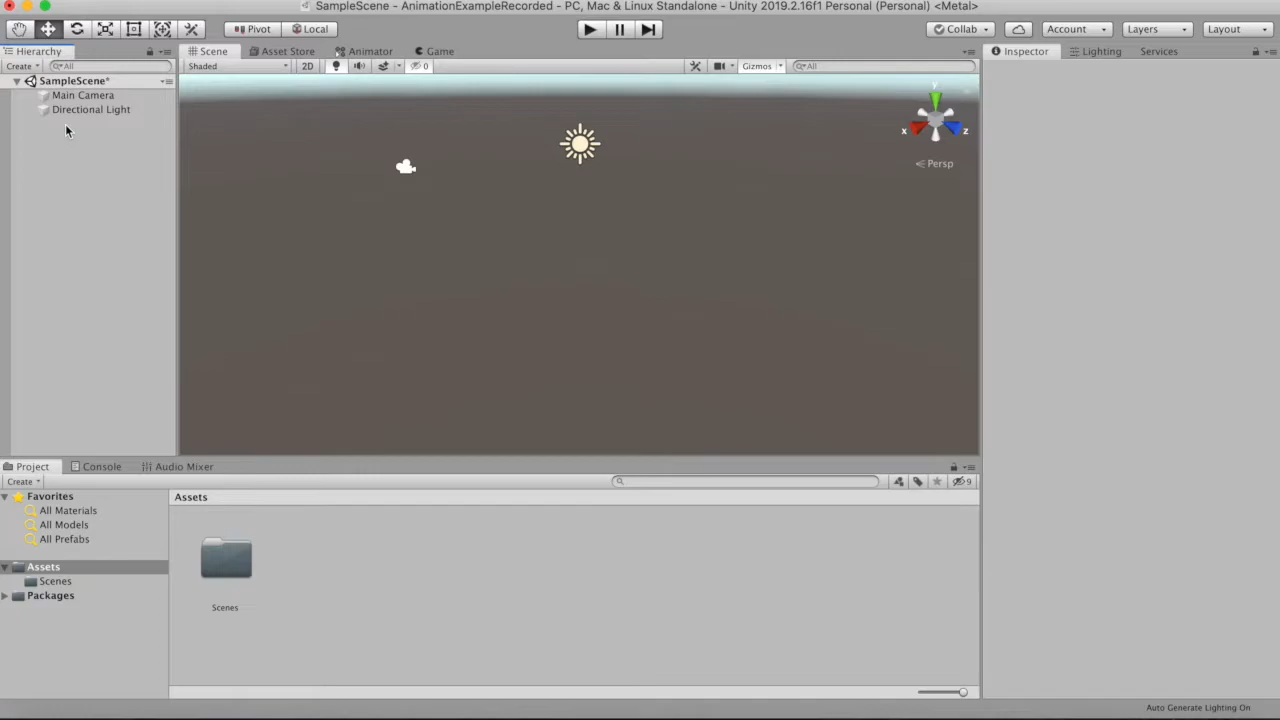 SampleScene - AnimationExampleRecorded - PC, Mac & Linux Standalone - Unity 2019.2.16f1 Personal (Personal) <Metal>
Pivot Local Collab Account Layers Layout
Hierarchy Scene Asset Store Animator Game Inspector Lighting Services
Create All Shaded 2D 0 Gizmos All
SampleScene*
Main Camera
Directional Light
y
x z
Persp
Project Console Audio Mixer
Create 9
Favorites Assets
All Materials
All Models
All Prefabs
Assets
Scenes
Packages
Scenes
Auto Generate Lighting On